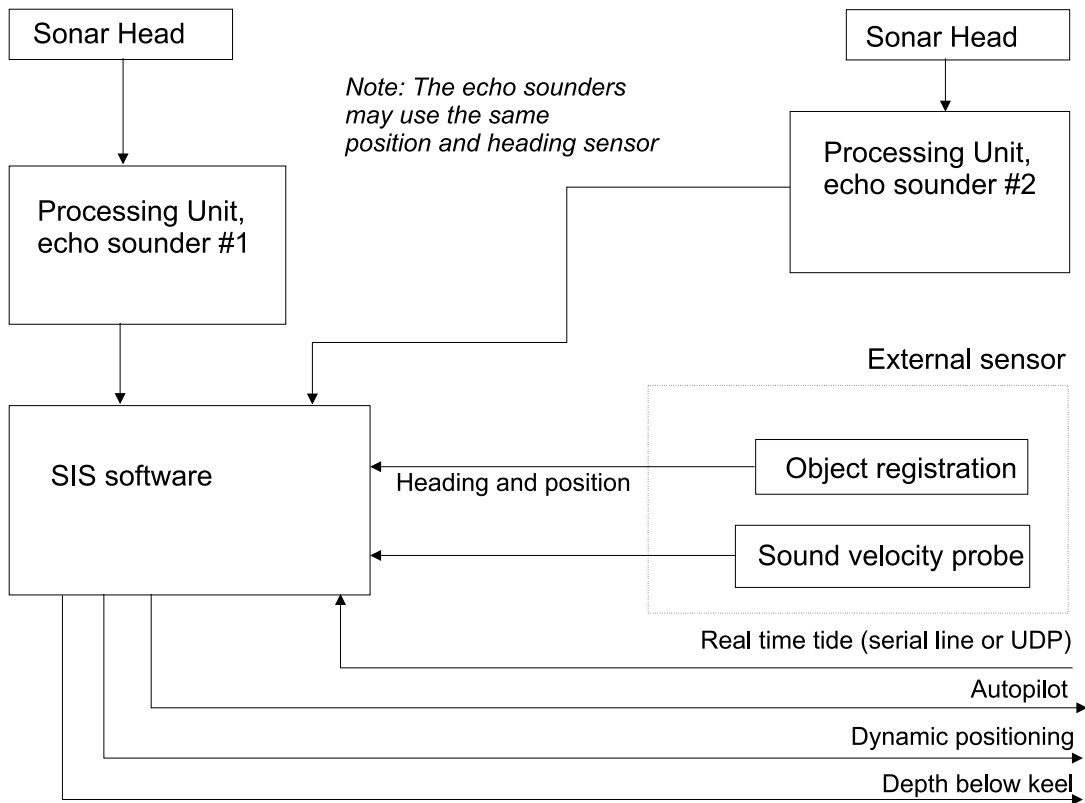 Sonar Head
Sonar Head
Note: The echo sounders
may use the same
position and heading sensor
Processing Unit,
echo sounder #2
Processing Unit,
echo sounder #1
External sensor
SIS software
Object registration
Heading and position
Sound velocity probe
Real time tide (serial line or UDP)
Autopilot
Dynamic positioning
Depth below keel